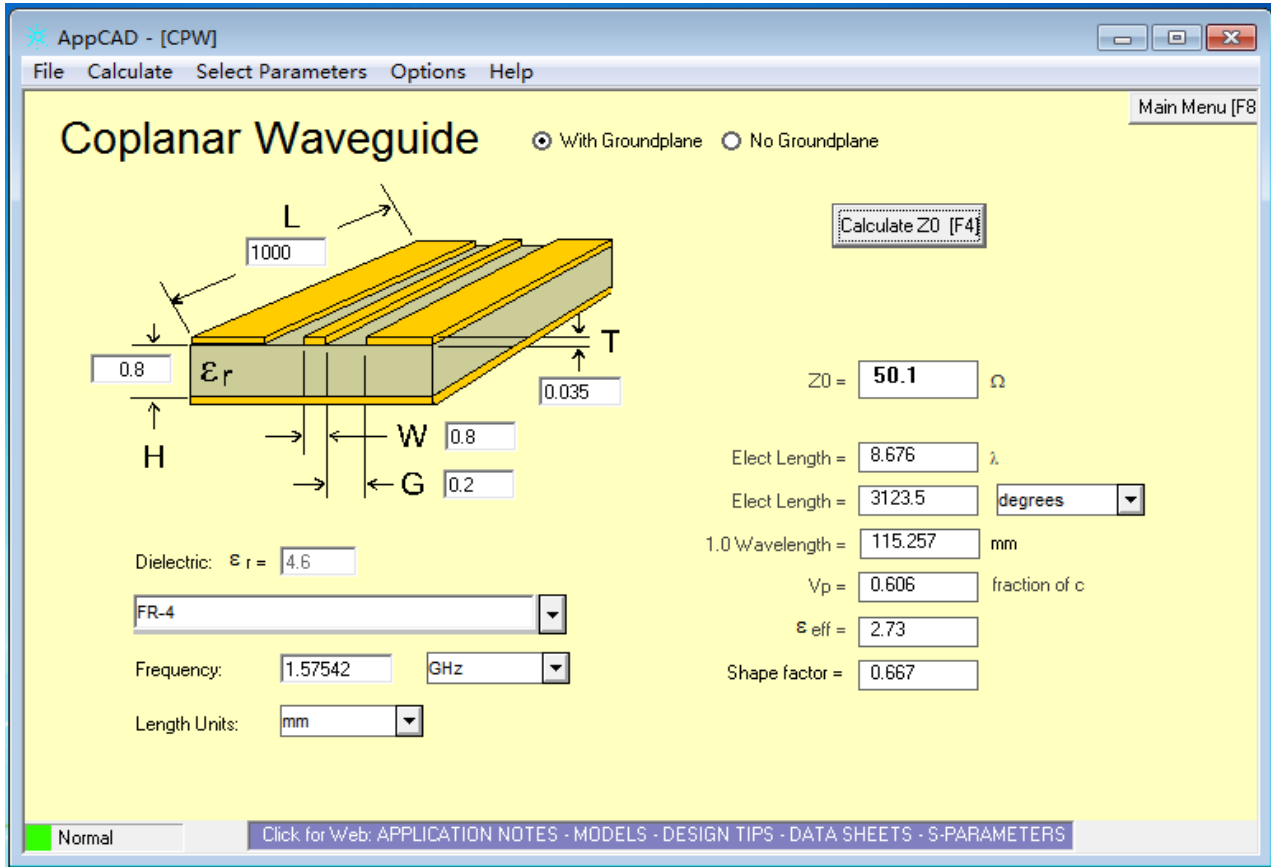 AppCAD - [CPW]
File Calculate Select Parameters Options Help
Main Menu [F8
Coplanar Waveguide
With Groundplane No Groundplane
Calculate Z0 [F4]
L
1000
0.8
εr
T
0.035
H
W 0.8
G 0.2
Z0 = 50.1 Ω
Elect Length = 8.676 λ
Elect Length = 3123.5 degrees
1.0 Wavelength = 115.257 mm
Vp = 0.606 fraction of c
ε eff = 2.73
Shape factor = 0.667
Dielectric: ε r = 4.6
FR-4
Frequency: 1.57542 GHz
Length Units: mm
Normal
Click for Web: APPLICATION NOTES - MODELS - DESIGN TIPS - DATA SHEETS - S-PARAMETERS